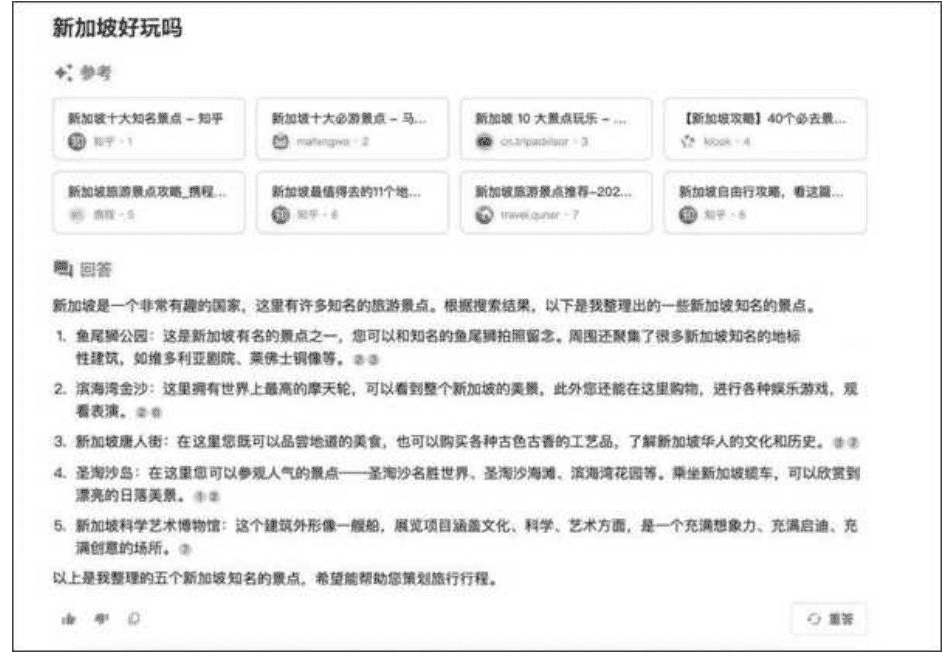 新加坡好玩吗
参考
新加坡十大知名景点 – 知乎
知乎 · 1
新加坡十大必游景点 – 马...
mafengwo · 2
新加坡 10 大景点玩乐 – ...
cn.tripadvisor · 3
【新加坡攻略】40个必去景...
klook · 4
新加坡旅游景点攻略_携程...
携程 · 5
新加坡最值得去的11个地...
知乎 · 6
新加坡旅游景点推荐-202...
travel.qunar · 7
新加坡自由行攻略，看这篇...
知乎 · 8
回答
新加坡是一个非常有趣的国家，这里有许多知名的旅游景点。根据搜索结果，以下是我整理出的一些新加坡知名的景点。
1. 鱼尾狮公园：这是新加坡有名的景点之一，您可以和知名的鱼尾狮拍照留念。周围还聚集了很多新加坡知名的地标
性建筑，如维多利亚剧院、莱佛士铜像等。
2. 滨海湾金沙：这里拥有世界上最高的摩天轮，可以看到整个新加坡的美景，此外您还能在这里购物，进行各种娱乐游戏，观
看表演。
3. 新加坡唐人街：在这里您既可以品尝地道的美食，也可以购买各种古色古香的工艺品，了解新加坡华人的文化和历史。
4. 圣淘沙岛：在这里您可以参观人气的景点——圣淘沙名胜世界、圣淘沙海滩、滨海湾花园等。乘坐新加坡缆车，可以欣赏到
漂亮的日落美景。①②
5. 新加坡科学艺术博物馆：这个建筑外形像一艘船，展览项目涵盖文化、科学、艺术方面，是一个充满想象力、充满启迪、充
满创意的场所。
以上是我整理的五个新加坡知名的景点，希望能帮助您策划旅行行程。
重答